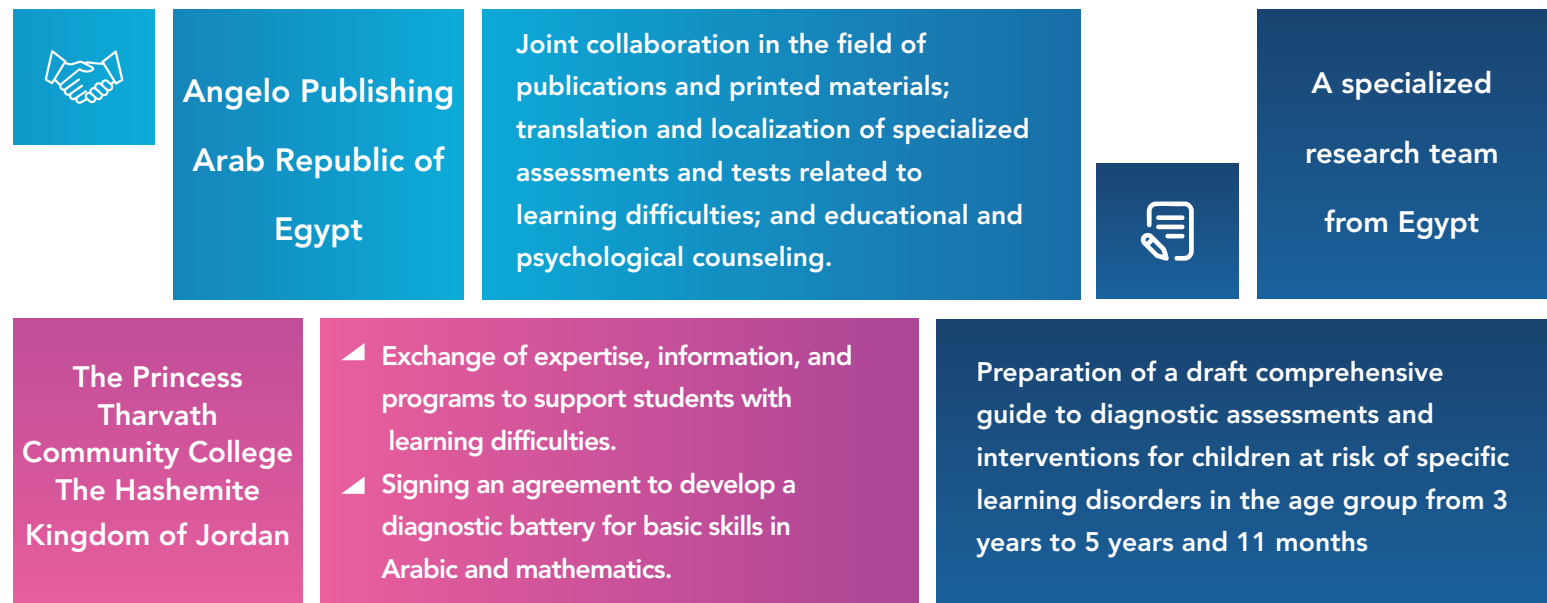 Angelo Publishing
Arab Republic of
Egypt
Joint collaboration in the field of
publications and printed materials;
translation and localization of specialized
assessments and tests related to
learning difficulties; and educational and
psychological counseling.
A specialized
research team
from Egypt
The Princess
Tharvath
Community College
The Hashemite
Kingdom of Jordan
Exchange of expertise, information, and
programs to support students with
learning difficulties.
Signing an agreement to develop a
diagnostic battery for basic skills in
Arabic and mathematics.
Preparation of a draft comprehensive
guide to diagnostic assessments and
interventions for children at risk of specific
learning disorders in the age group from 3
years to 5 years and 11 months